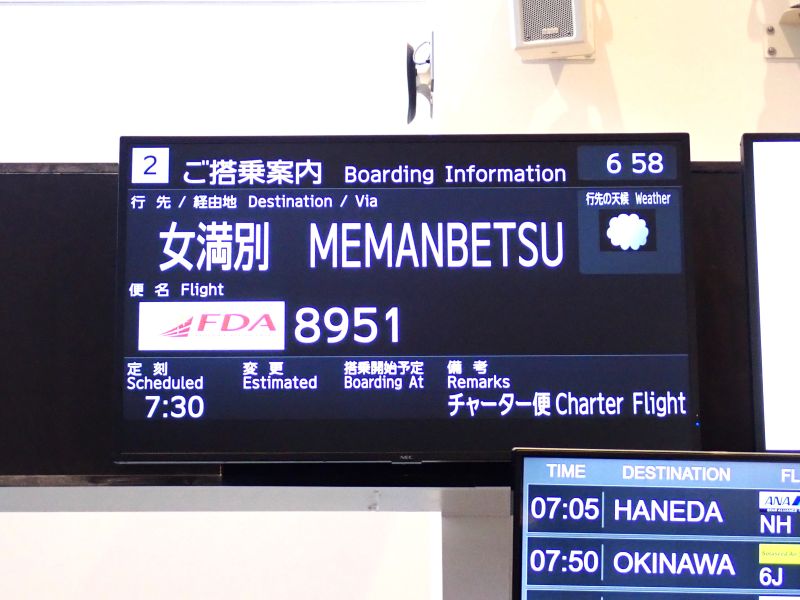 2 ご搭乗案内 Boarding Information 6 58
行 先 / 経由地 Destination / Via
行先の天候 Weather
女満別 MEMANBETSU
便 名 Flight
FDA 8951
定 刻 変 更 搭乗開始予定 備 考
Scheduled Estimated Boarding At Remarks
7:30 チャーター便 Charter Flight
NEC
TIME DESTINATION FL
07:05 HANEDA ANA
NH
07:50 OKINAWA
6J